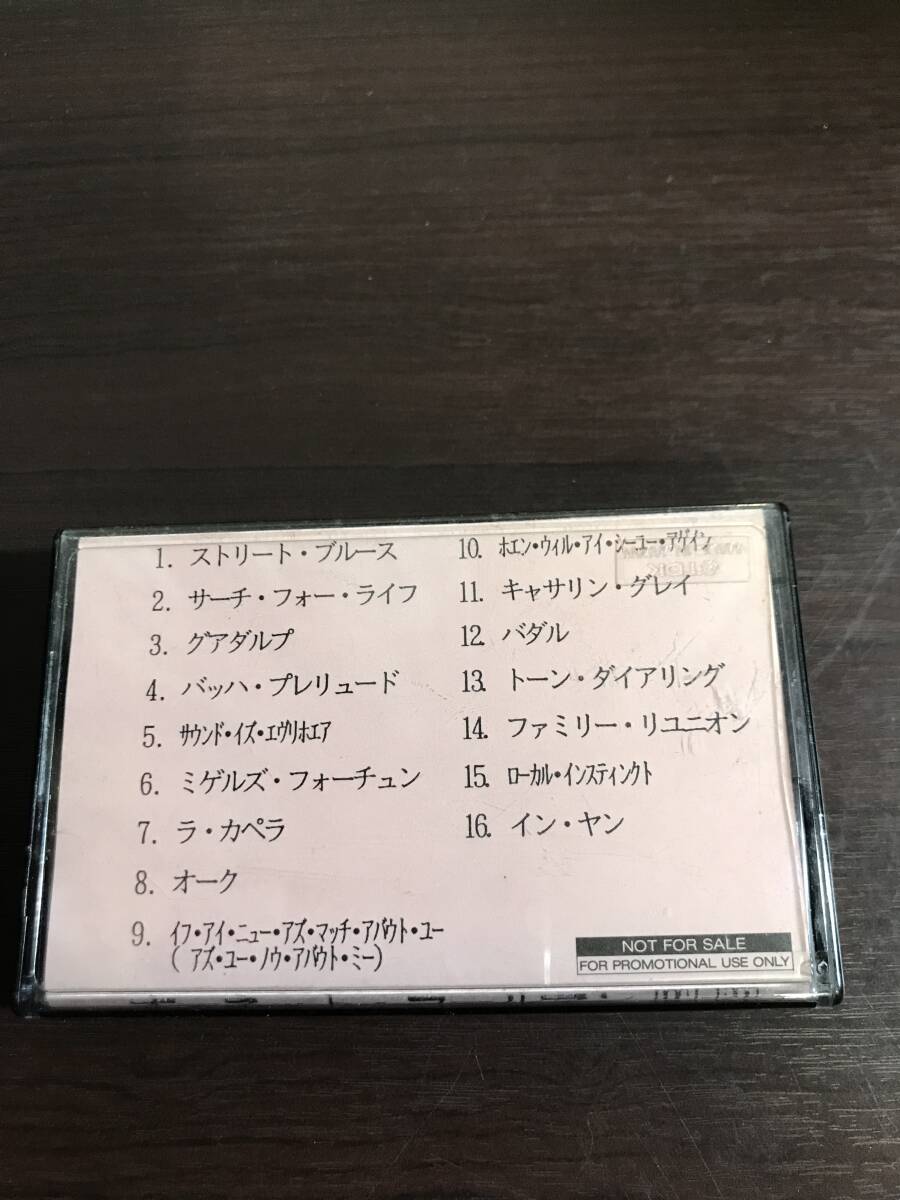 1. ストリート・ブルース
2. サーチ・フォー・ライフ
3. グアダルプ
4. バッハ・プレリュード
5. サウンド・イズ・エヴリホエア
6. ミゲルズ・フォーチュン
7. ラ・カペラ
8. オーク
9. イフ・アイ・ニュー・アズ・マッチ・アバウト・ユー
( アズ・ユー・ノウ・アバウト・ミー)
10. ホエン・ウィル・アイ・シーユー・アゲイン
11. キャサリン・グレイ
12. バダル
13. トーン・ダイアリング
14. ファミリー・リユニオン
15. ローカル・インスティンクト
16. イン・ヤン
NOT FOR SALE
FOR PROMOTIONAL USE ONLY